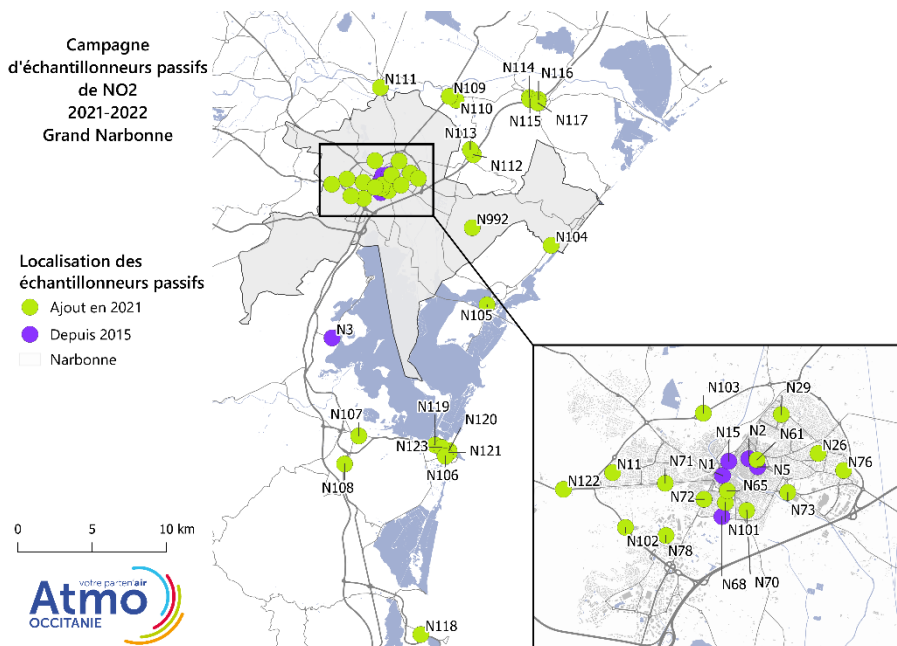 Campagne
d'échantillonneurs passifs
de NO2
2021-2022
Grand Narbonne
Localisation des
échantillonneurs passifs
Ajout en 2021
Depuis 2015
Narbonne
0 5 10 km
votre parten'air
Atmo
OCCITANIE
N111
N109
N110
N114
N116
N115
N117
N113
N112
N992
N104
N105
N3
N107
N108
N119
N120
N123
N121
N106
N118
N103
N29
N15
N2
N61
N26
N11
N71
N1
N65
N5
N76
N122
N72
N73
N102
N78
N101
N68
N70